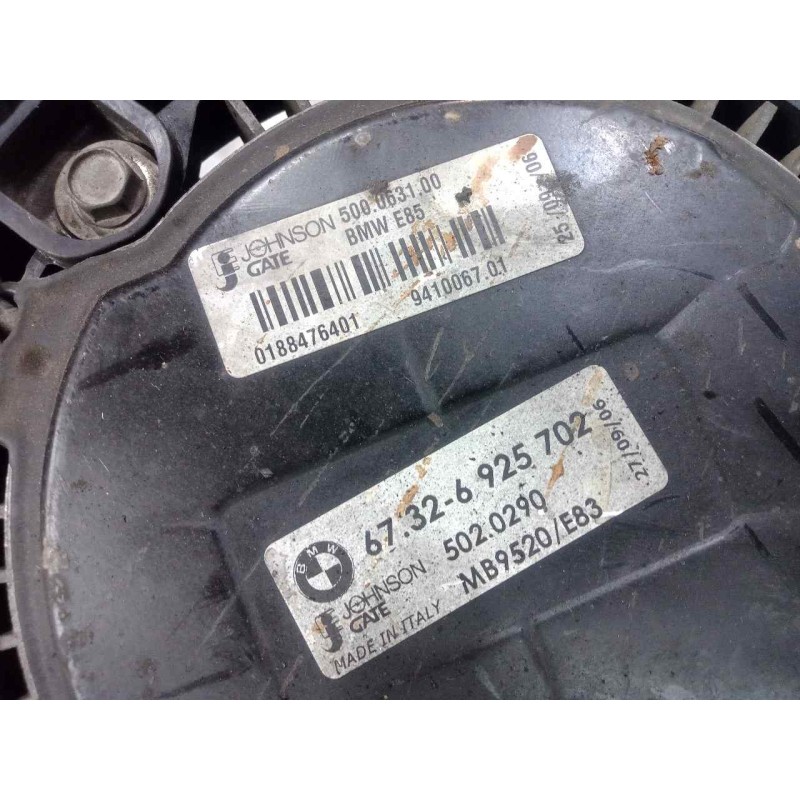 JOHNSON 500.0631.00
GATE BMW E85
25/09/06
0188476401 9410067.01
BMW
67.32-6 925 702
27/09/06
JOHNSON 502.0290
GATE MB9520/E83
MADE IN ITALY